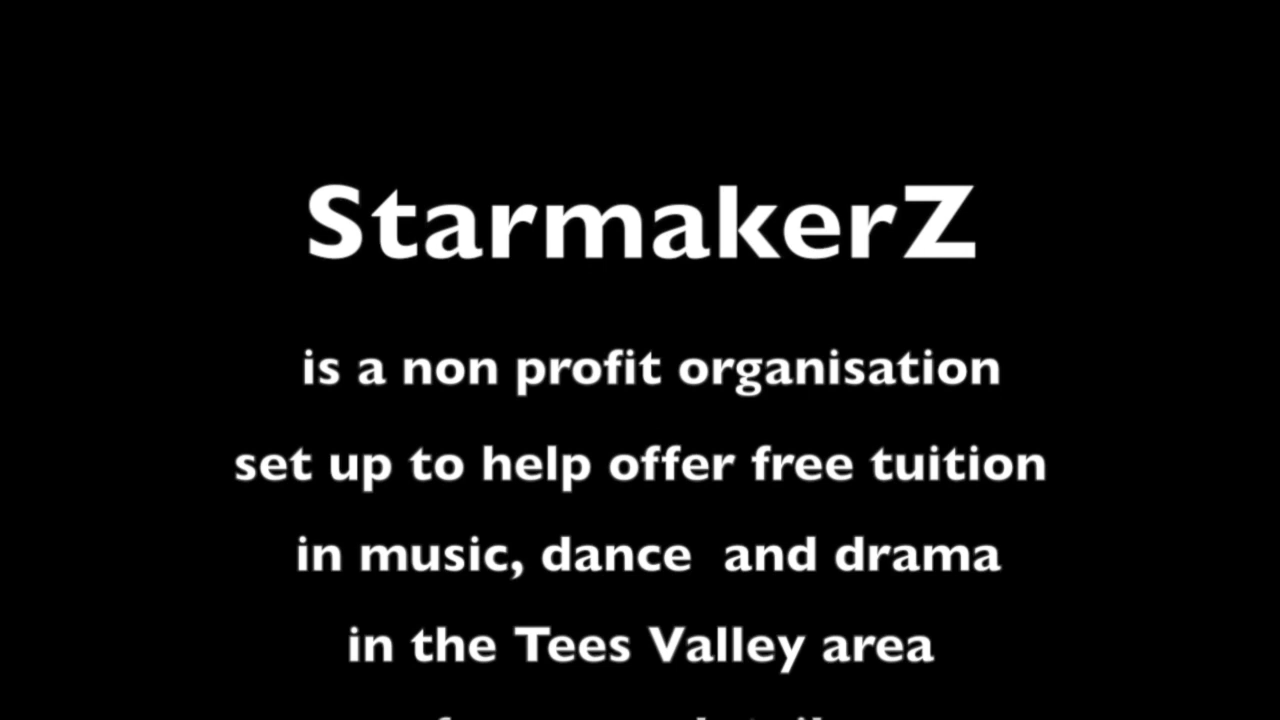 StarmakerZ
is a non profit organisation
set up to help offer free tuition
in music, dance  and drama
in the Tees Valley area